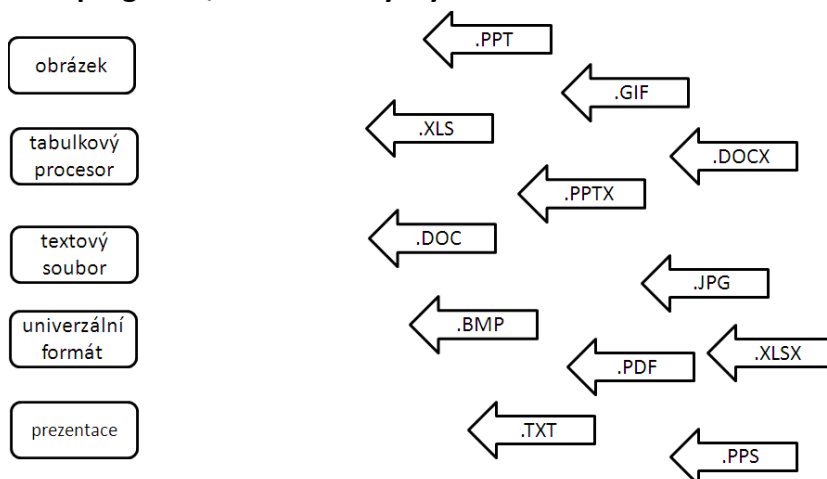 obrázek
tabulkový
procesor
textový
soubor
univerzální
formát
prezentace
.PPT
.GIF
.XLS
.DOCX
.PPTX
.DOC
.JPG
.BMP
.XLSX
.PDF
.TXT
.PPS